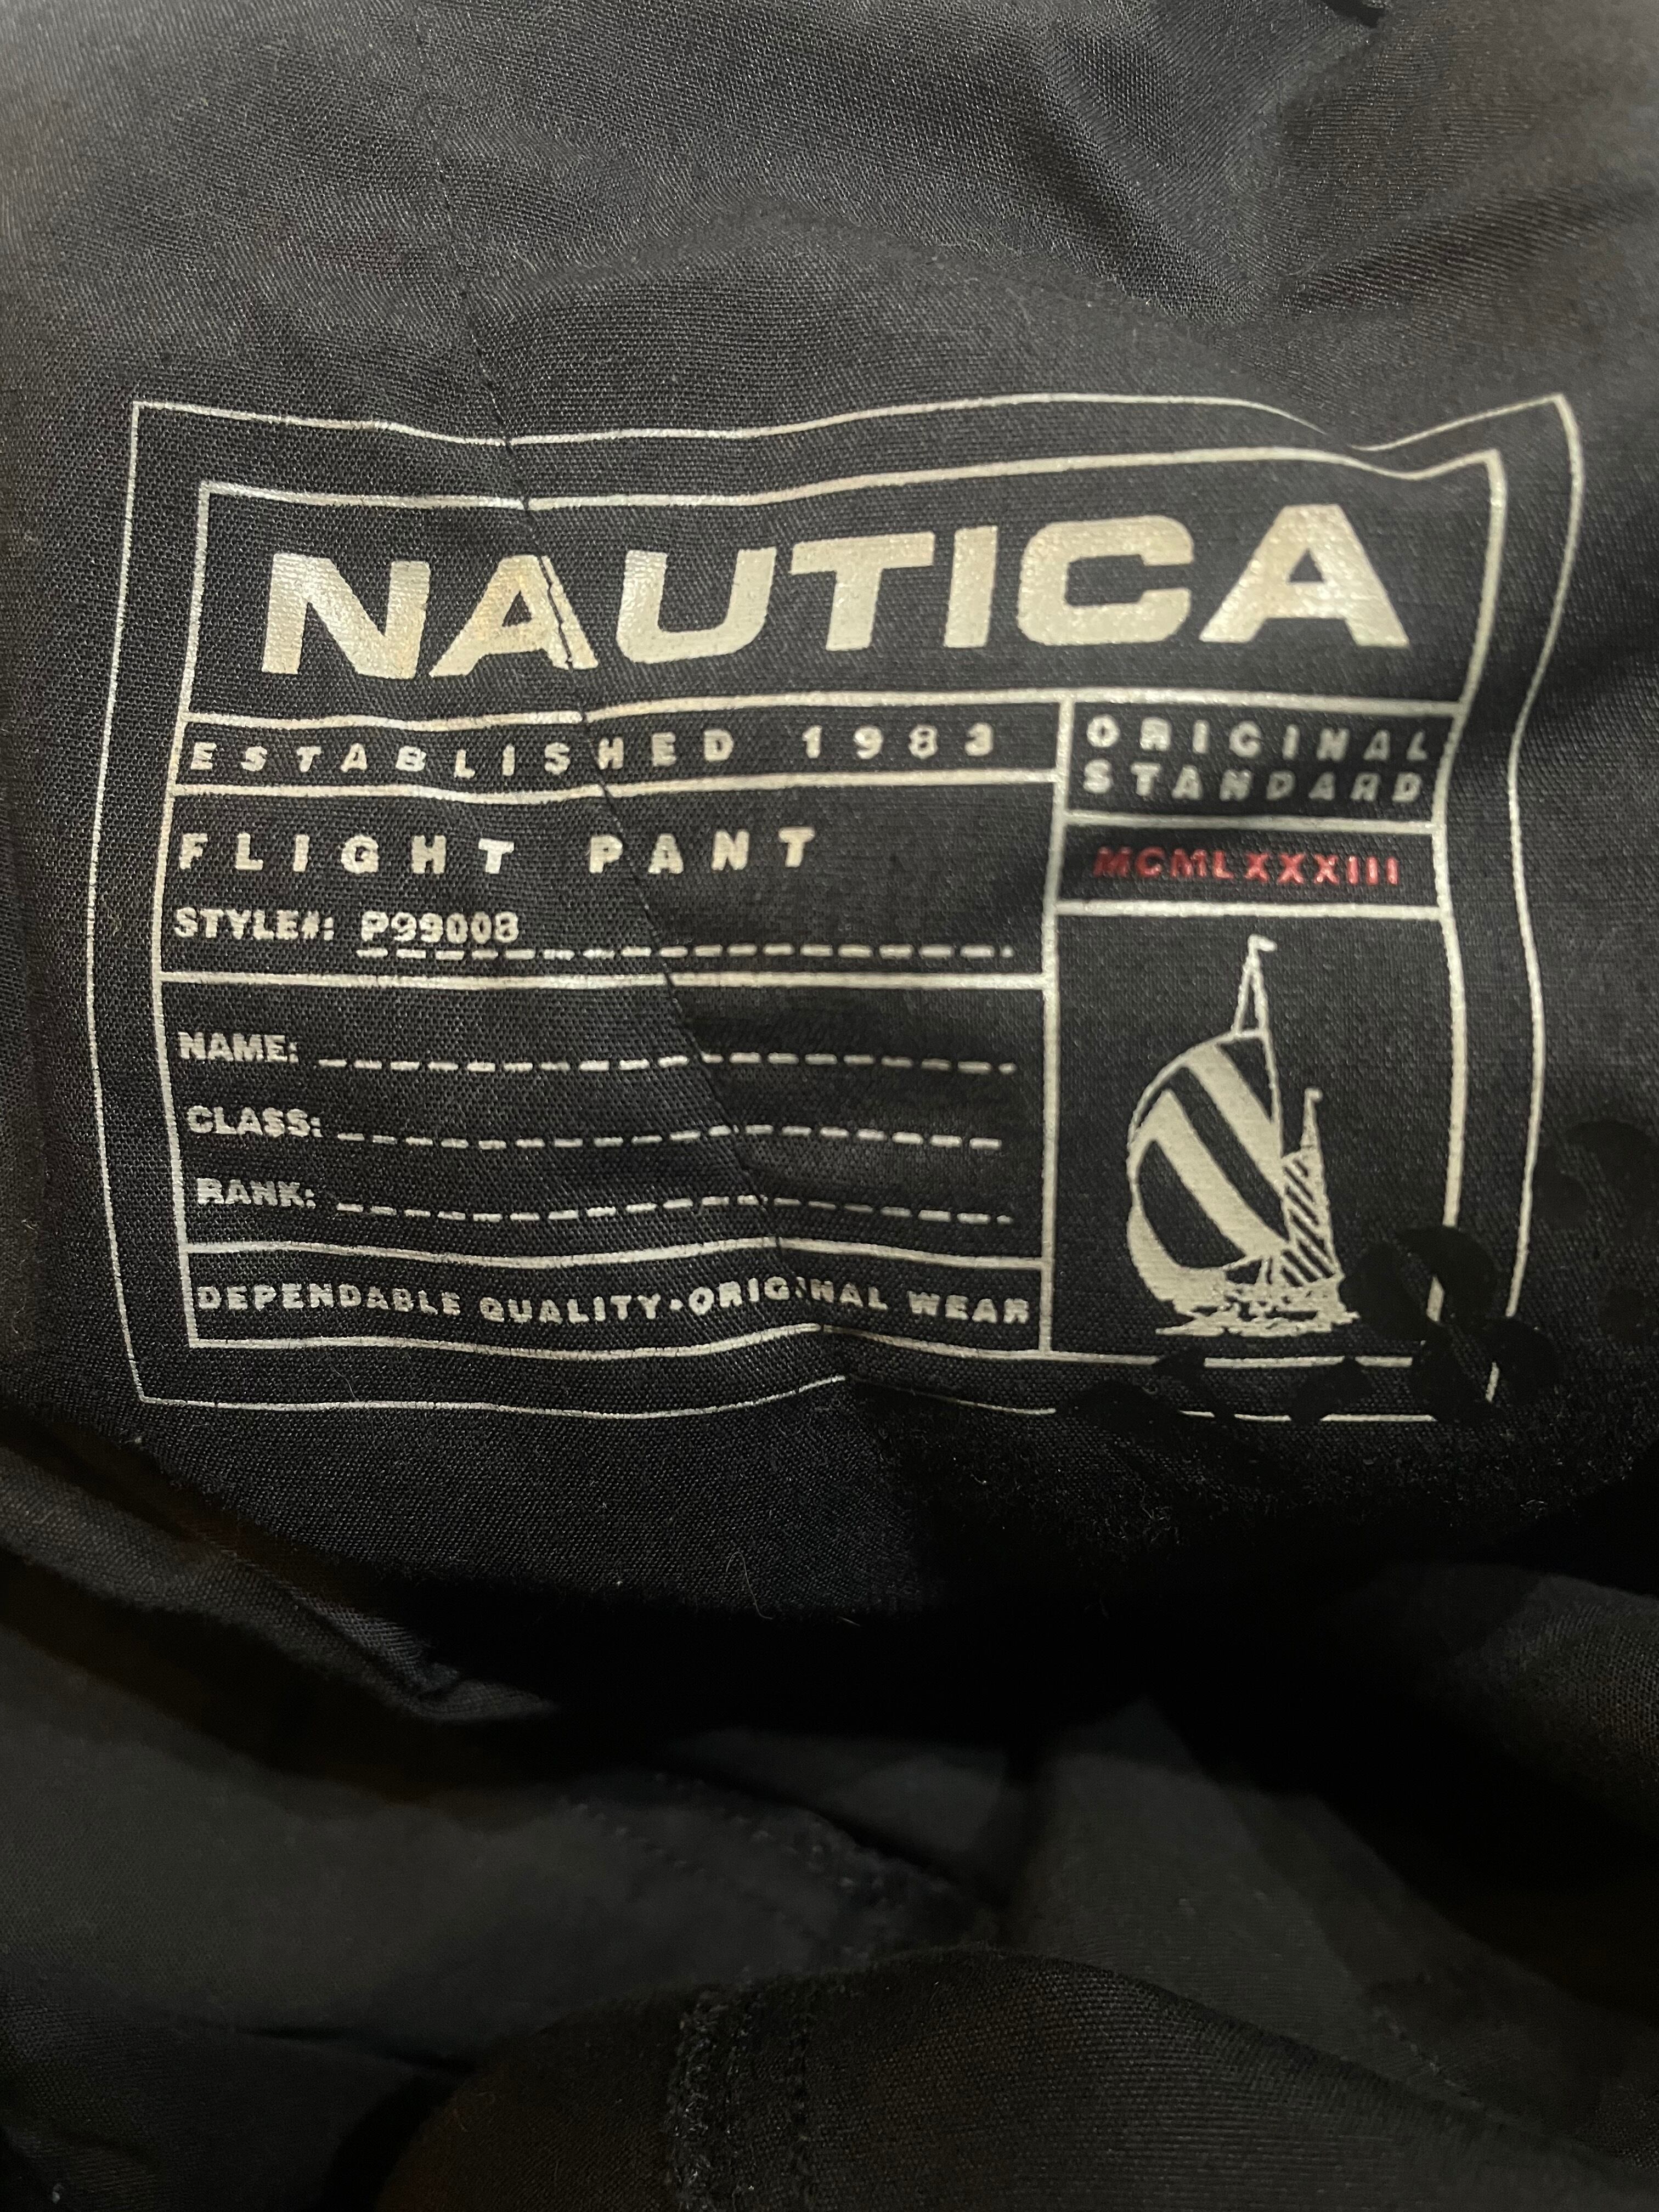 NAUTICA
ESTABLISHED 1983
ORIGINAL
STANDARD
FLIGHT PANT
MCMLXXXIII
STYLE#: P99008
NAME:
CLASS:
RANK:
DEPENDABLE QUALITY·ORIGINAL WEAR